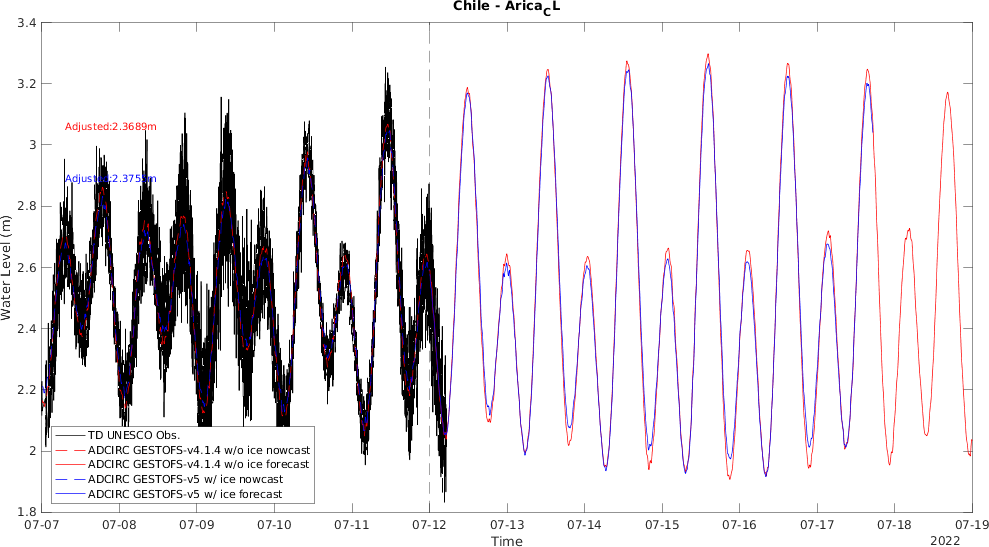 Chile - Arica_CL
3.4
3.2
3
2.8
2.6
2.4
2.2
2
1.8
Water Level (m)
Adjusted:2.3689m
TD UNESCO Obs.
ADCIRC GESTOFS-v4.1.4 w/o ice nowcast
ADCIRC GESTOFS-v4.1.4 w/o ice forecast
ADCIRC GESTOFS-v5 w/ ice nowcast
ADCIRC GESTOFS-v5 w/ ice forecast
07-07 07-08 07-09 07-10 07-11 07-12 07-13 07-14 07-15 07-16 07-17 07-18 07-19
Time
2022